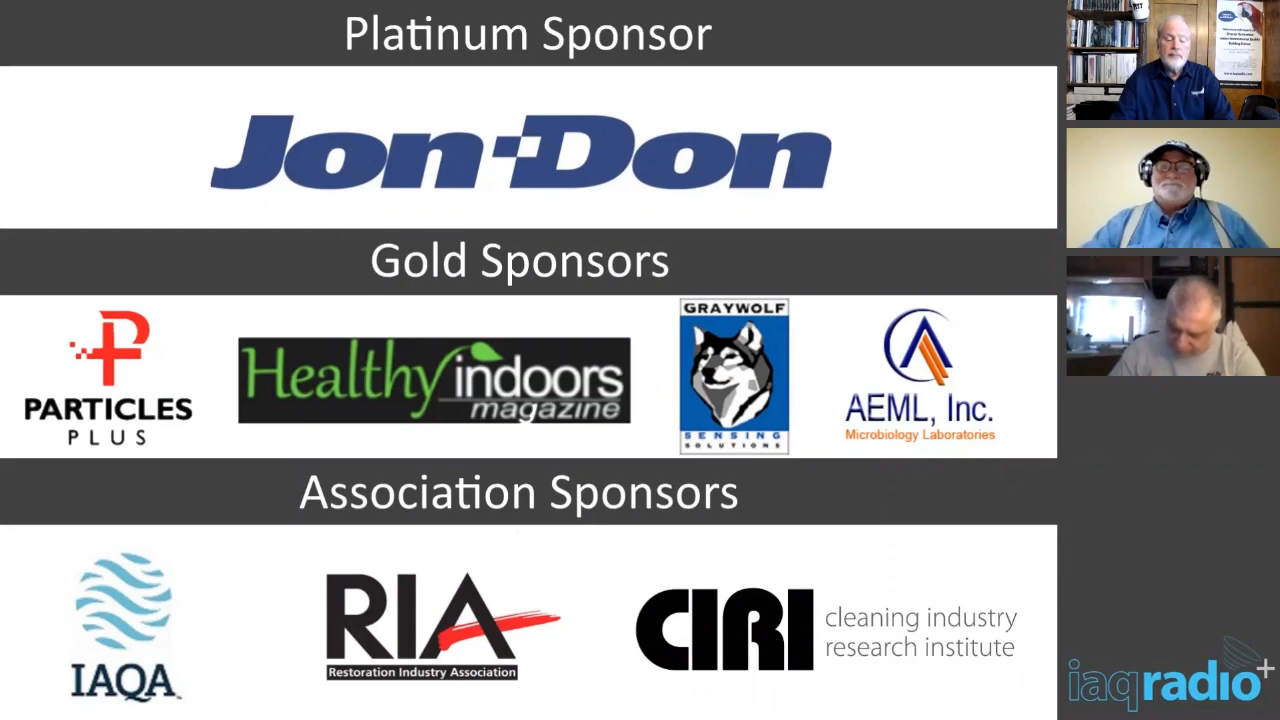 Platinum Sponsor
Jon-Don
Gold Sponsors
PARTICLES
PLUS
Healthy indoors
magazine
GRAYWOLF
SENSING
SOLUTIONS
AEML, Inc.
Microbiology Laboratories
Association Sponsors
IAQA
RIA
Restoration Industry Association
CIRI
cleaning industry
research institute
iaqradio+